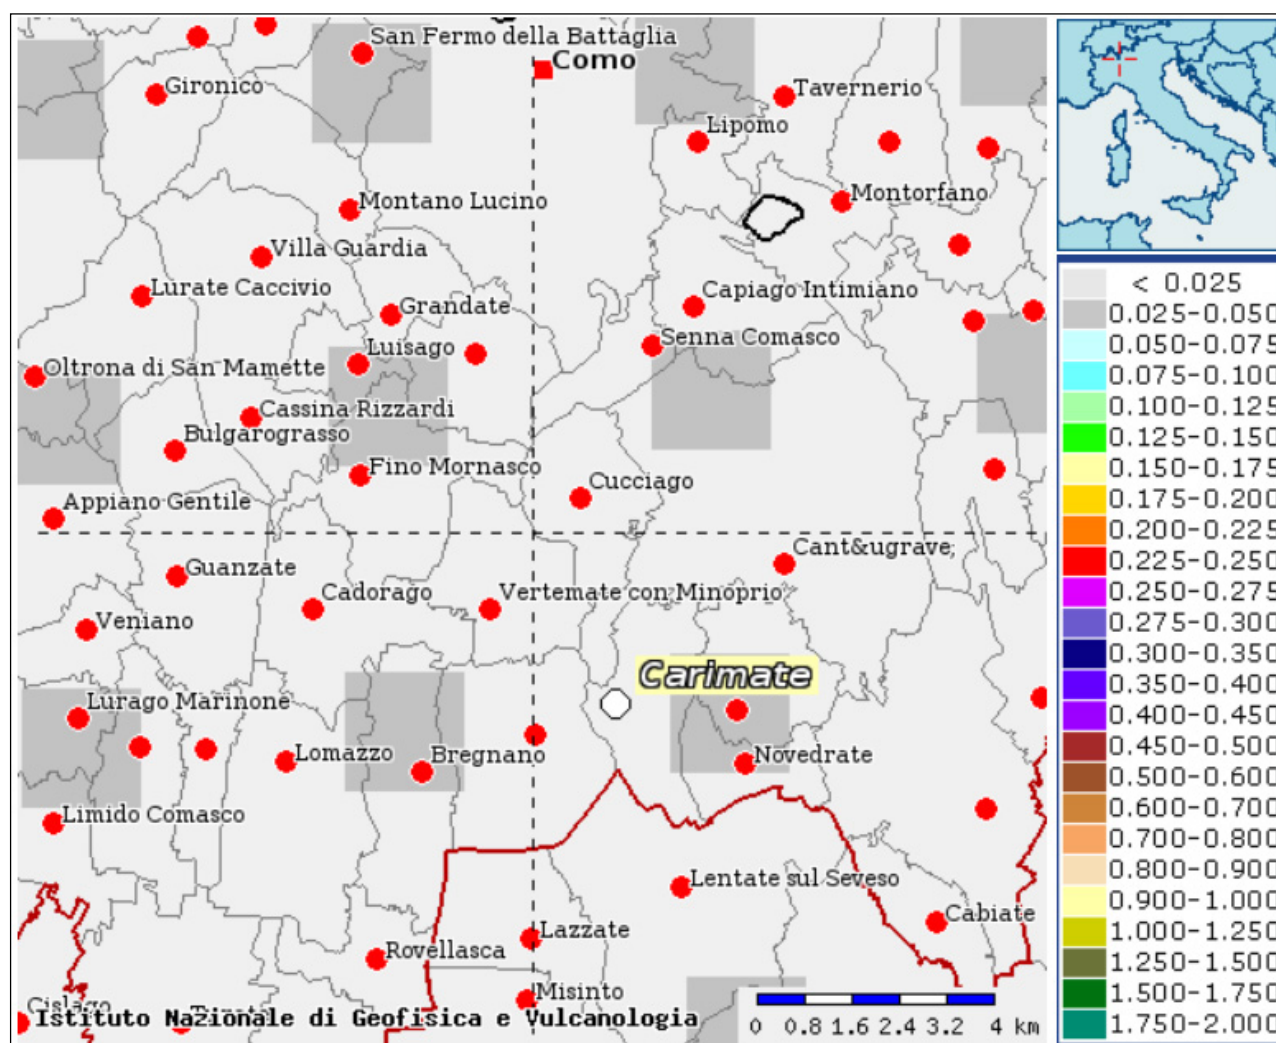 San Fermo della Battaglia
Como
Gironico
Tavernerio
Lipomo
Montorfano
Montano Lucino
Villa Guardia
Lurate Caccivio
Grandate
Capiago Intimiano
Luisago
Senna Comasco
Oltrona di San Mamette
Cassina Rizzardi
Bulgarograsso
Fino Mornasco
Cucciago
Appiano Gentile
Cant&ugrave;
Guanzate
Cadorago
Vertemate con Minoprio
Veniano
Carimate
Lurago Marinone
Lomazzo
Bregnano
Novedrate
Limido Comasco
Lentate sul Seveso
Cabiate
Lazzate
Rovellasca
Misinto
Cislago
Istituto Nazionale di Geofisica e Vulcanologia
0 0.8 1.6 2.4 3.2 4 km
< 0.025
0.025-0.050
0.050-0.075
0.075-0.100
0.100-0.125
0.125-0.150
0.150-0.175
0.175-0.200
0.200-0.225
0.225-0.250
0.250-0.275
0.275-0.300
0.300-0.350
0.350-0.400
0.400-0.450
0.450-0.500
0.500-0.600
0.600-0.700
0.700-0.800
0.800-0.900
0.900-1.000
1.000-1.250
1.250-1.500
1.500-1.750
1.750-2.000